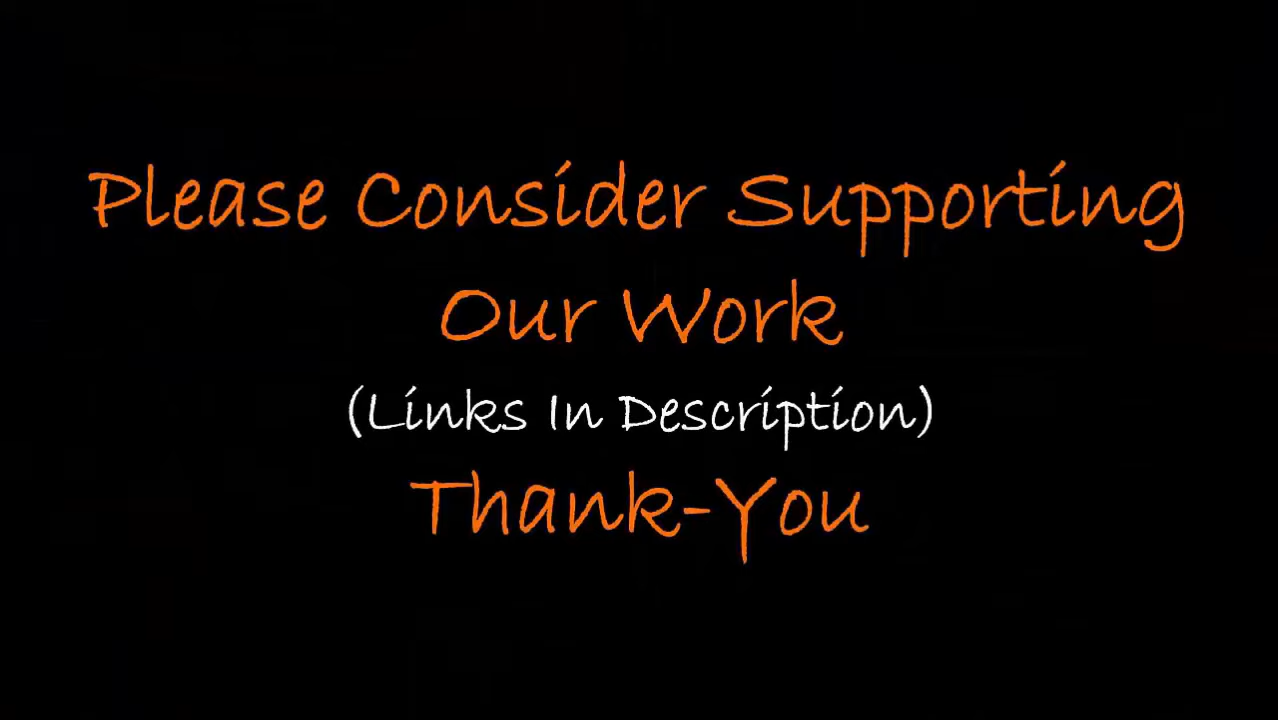 Please Consider Supporting
Our Work
(Links In Description)
Thank-You